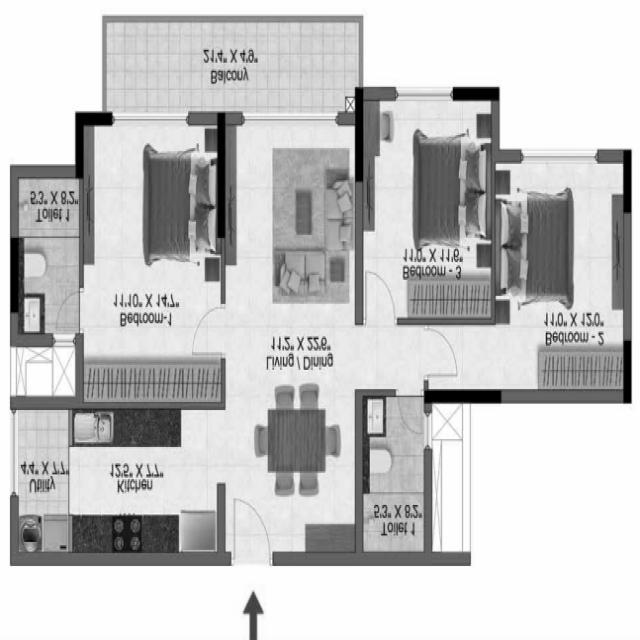 Balcony
21'4" X 4'9"
Toilet 1
5'3" X 8'2"
Bedroom - 3
11'0" X 11'6"
Bedroom-1
11'10" X 14'7"
Bedroom - 2
11'0" X 12'0"
Living / Dining
11'2" X 22'6"
Utility
4'4" X 7'7"
Kitchen
12'5" X 7'7"
Toilet 1
5'3" X 8'2"